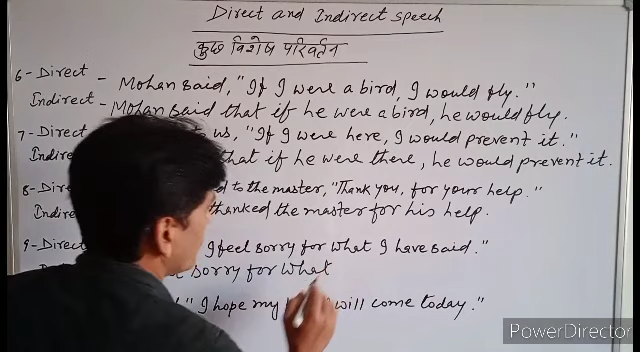 Direct and Indirect speech
कुछ विशेष परिवर्तन
6-Direct - Mohan said, "If I were a bird, I would fly."
Indirect - Mohan said that if he were a bird, he would fly.
7-Direct us, "If I were here, I would prevent it."
that if he were there, he would prevent it.
8- to the master, "Thank you, for your help."
thanked the master for his help.
9-Direct I feel sorry for what I have said."
sorry for what
"I hope my will come today."
PowerDirector